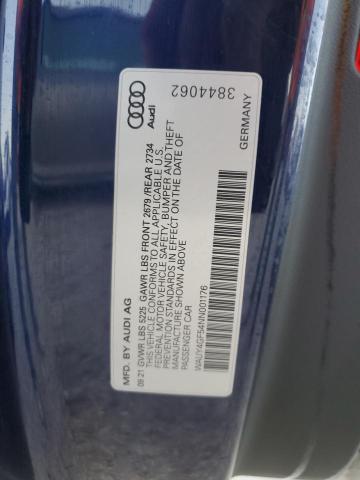 Audi
3844062
MFD. BY AUDI AG
09 21 GVWR LBS 5225 GAWR LBS FRONT 2679 /REAR 2734
THIS VEHICLE CONFORMS TO ALL APPLICABLE U.S.
FEDERAL MOTOR VEHICLE SAFETY, BUMPER AND THEFT
PREVENTION STANDARDS IN EFFECT ON THE DATE OF
MANUFACTURE SHOWN ABOVE
PASSENGER CAR
WAUY4GF54NN001176
GERMANY